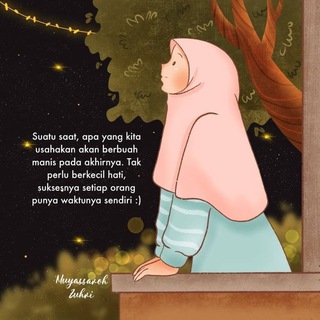 Suatu saat, apa yang kita
usahakan akan berbuah
manis pada akhirnya. Tak
perlu berkecil hati,
suksesnya setiap orang
punya waktunya sendiri :)
Muyassaroh
Zuhri